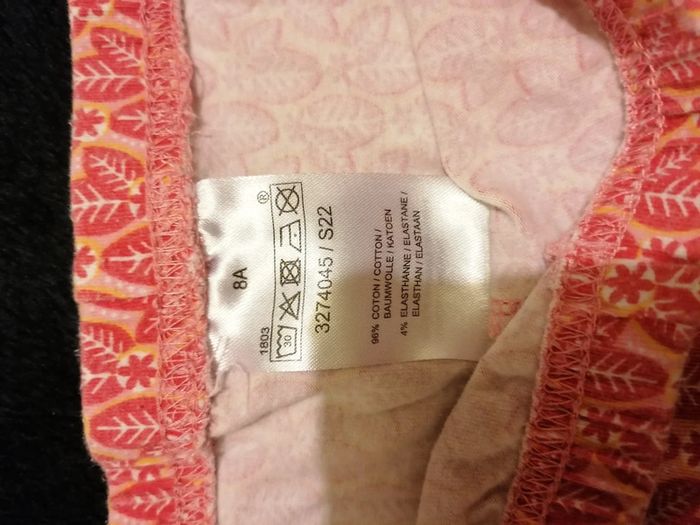 8A
1803 ®
30
3274045 / S22
96% COTON / COTTON /
BAUMWOLLE / KATOEN
4% ELASTHANNE / ELASTANE /
ELASTHAN / ELASTAAN